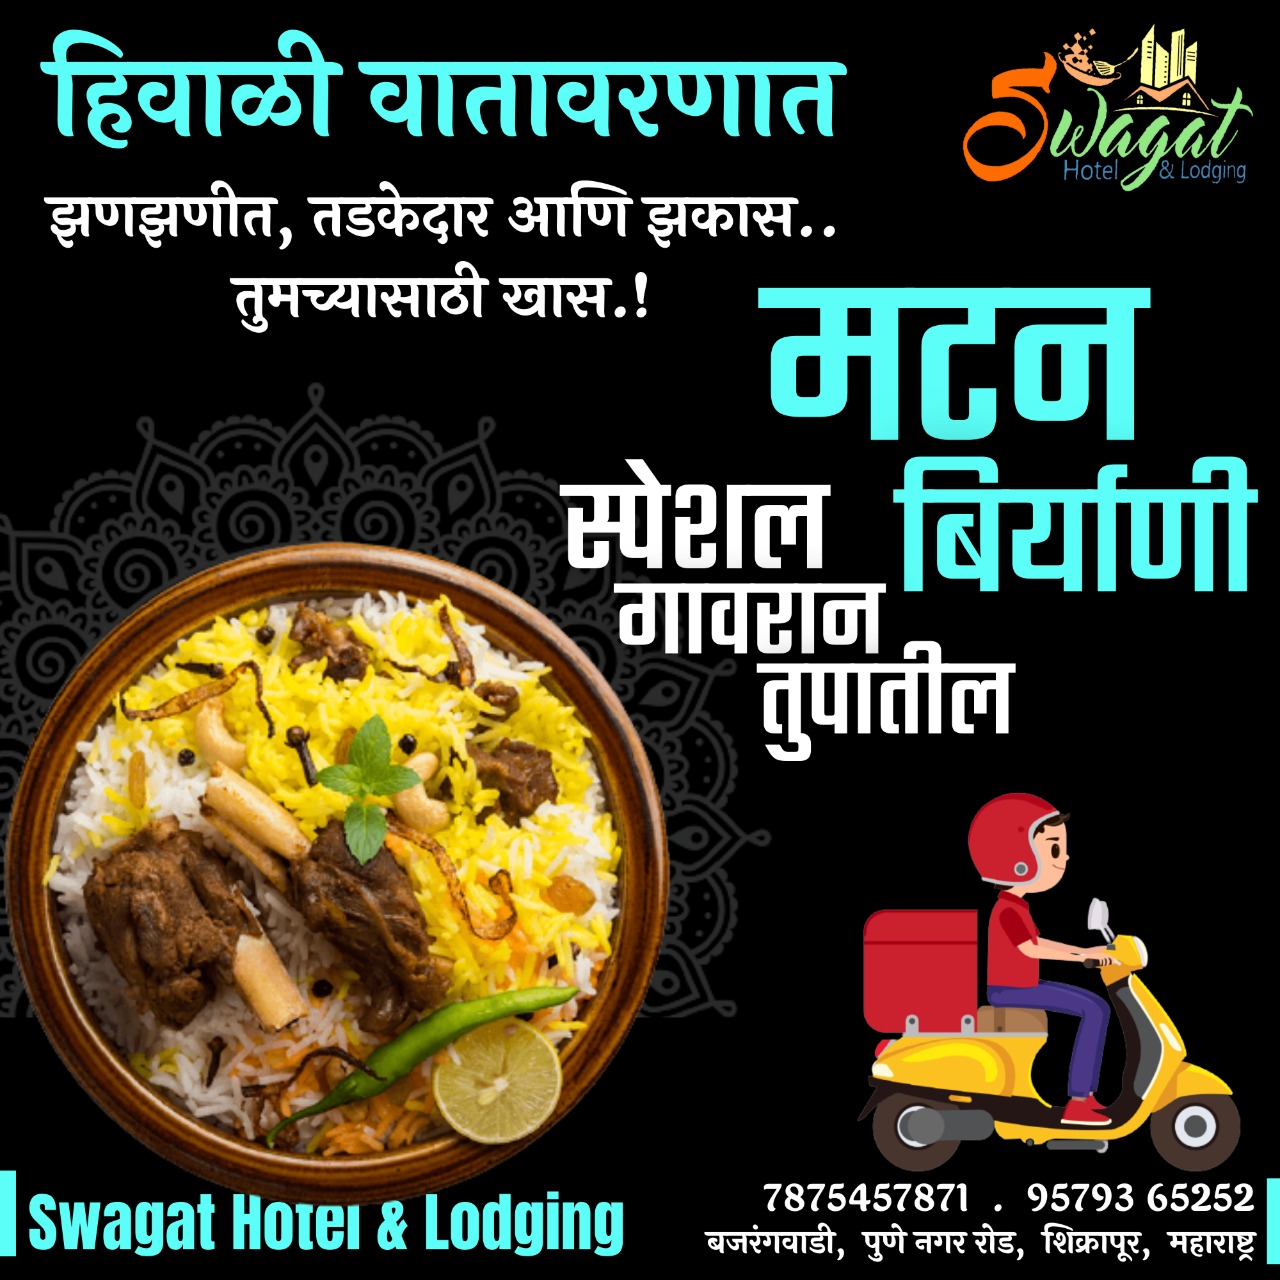 हिवाळी वातावरणात
Swagat
Hotel & Lodging
झणझणीत, तडकेदार आणि झकास..
तुमच्यासाठी खास.!
मटन
बिर्याणी
स्पेशल
गावरान
तुपातील
Swagat Hotel & Lodging
7875457871 . 95793 65252
बजरंगवाडी, पुणे नगर रोड, शिक्रापूर, महाराष्ट्र